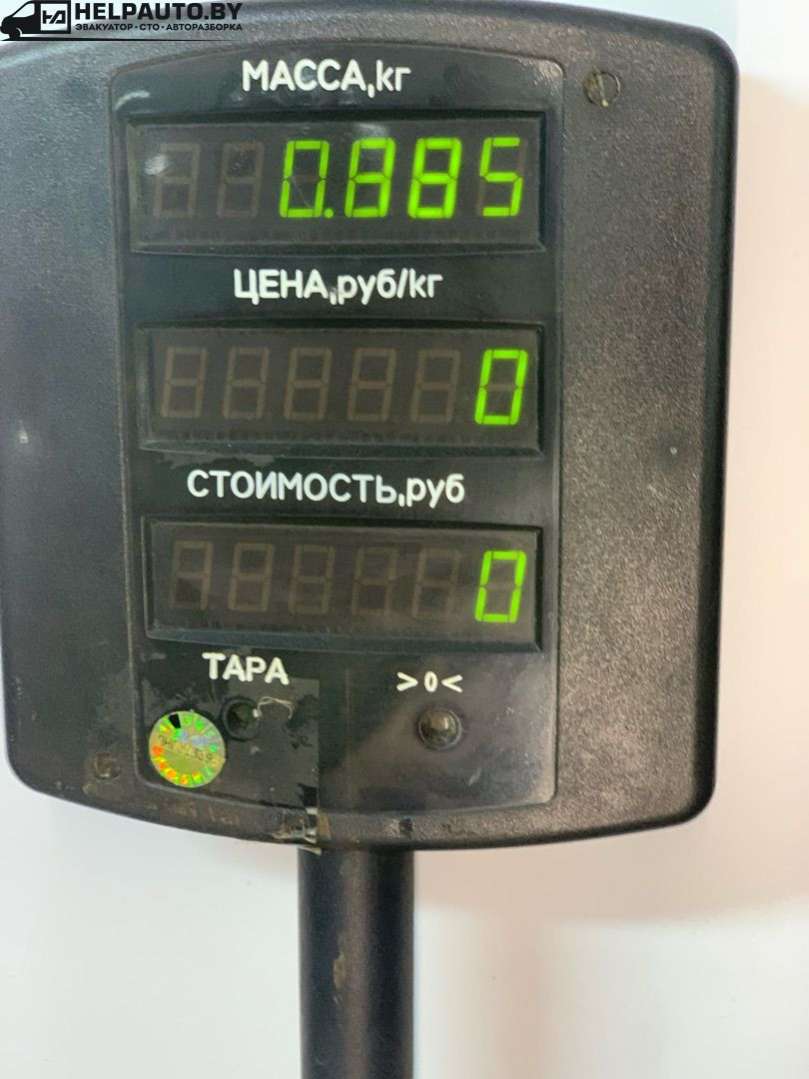 HELPAUTO.BY
ЭВАКУАТОР • СТО • АВТОРАЗБОРКА
МАССА,кг
0.885
ЦЕНА,руб/кг
0
СТОИМОСТЬ,руб
0
ТАРА >0<